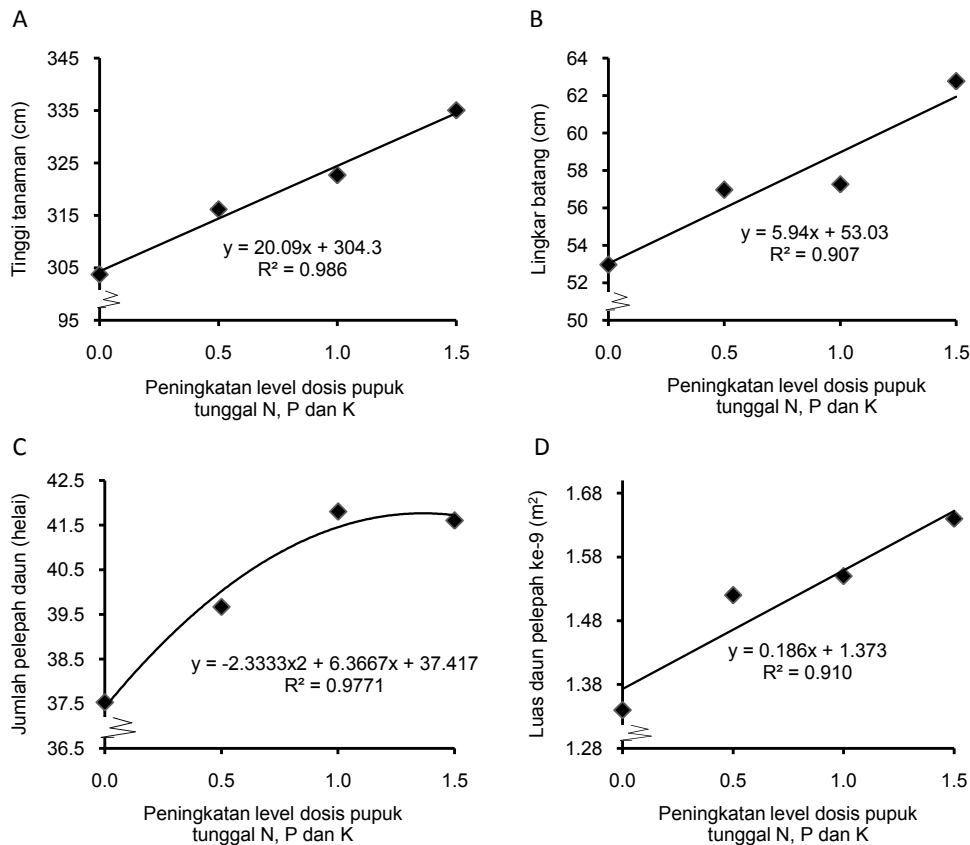 A
Tinggi tanaman (cm)
345
335
325
315
305
95
y = 20.09x + 304.3
R² = 0.986
0.0 0.5 1.0 1.5
Peningkatan level dosis pupuk
tunggal N, P dan K
B
Lingkar batang (cm)
64
62
60
58
56
54
52
50
y = 5.94x + 53.03
R² = 0.907
0.0 0.5 1.0 1.5
Peningkatan level dosis pupuk
tunggal N, P dan K
C
Jumlah pelepah daun (helai)
42.5
41.5
40.5
39.5
38.5
37.5
36.5
y = -2.3333x2 + 6.3667x + 37.417
R² = 0.9771
0.0 0.5 1.0 1.5
Peningkatan level dosis pupuk
tunggal N, P dan K
D
Luas daun pelepah ke-9 (m²)
1.68
1.58
1.48
1.38
1.28
y = 0.186x + 1.373
R² = 0.910
0.0 0.5 1.0 1.5
Peningkatan level dosis pupuk
tunggal N, P dan K